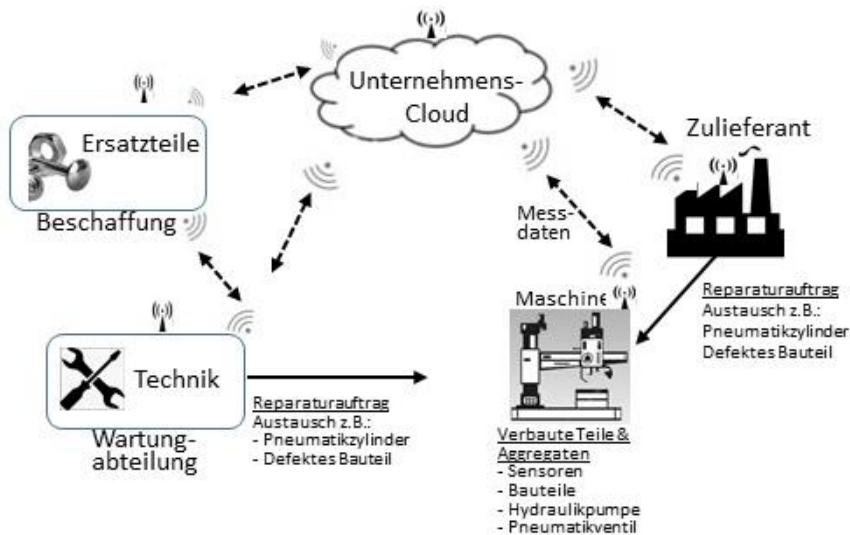 Unternehmens-
Cloud
Ersatzteile
Beschaffung
Zulieferant
Mess-
daten
Maschine
Reparaturauftrag
Austausch z.B.:
Pneumatikzylinder
Defektes Bauteil
Technik
Wartung-
abteilung
Reparaturauftrag
Austausch z.B.:
- Pneumatikzylinder
- Defektes Bauteil
Verbaute Teile &
Aggregaten
- Sensoren
- Bauteile
- Hydraulikpumpe
- Pneumatikventil